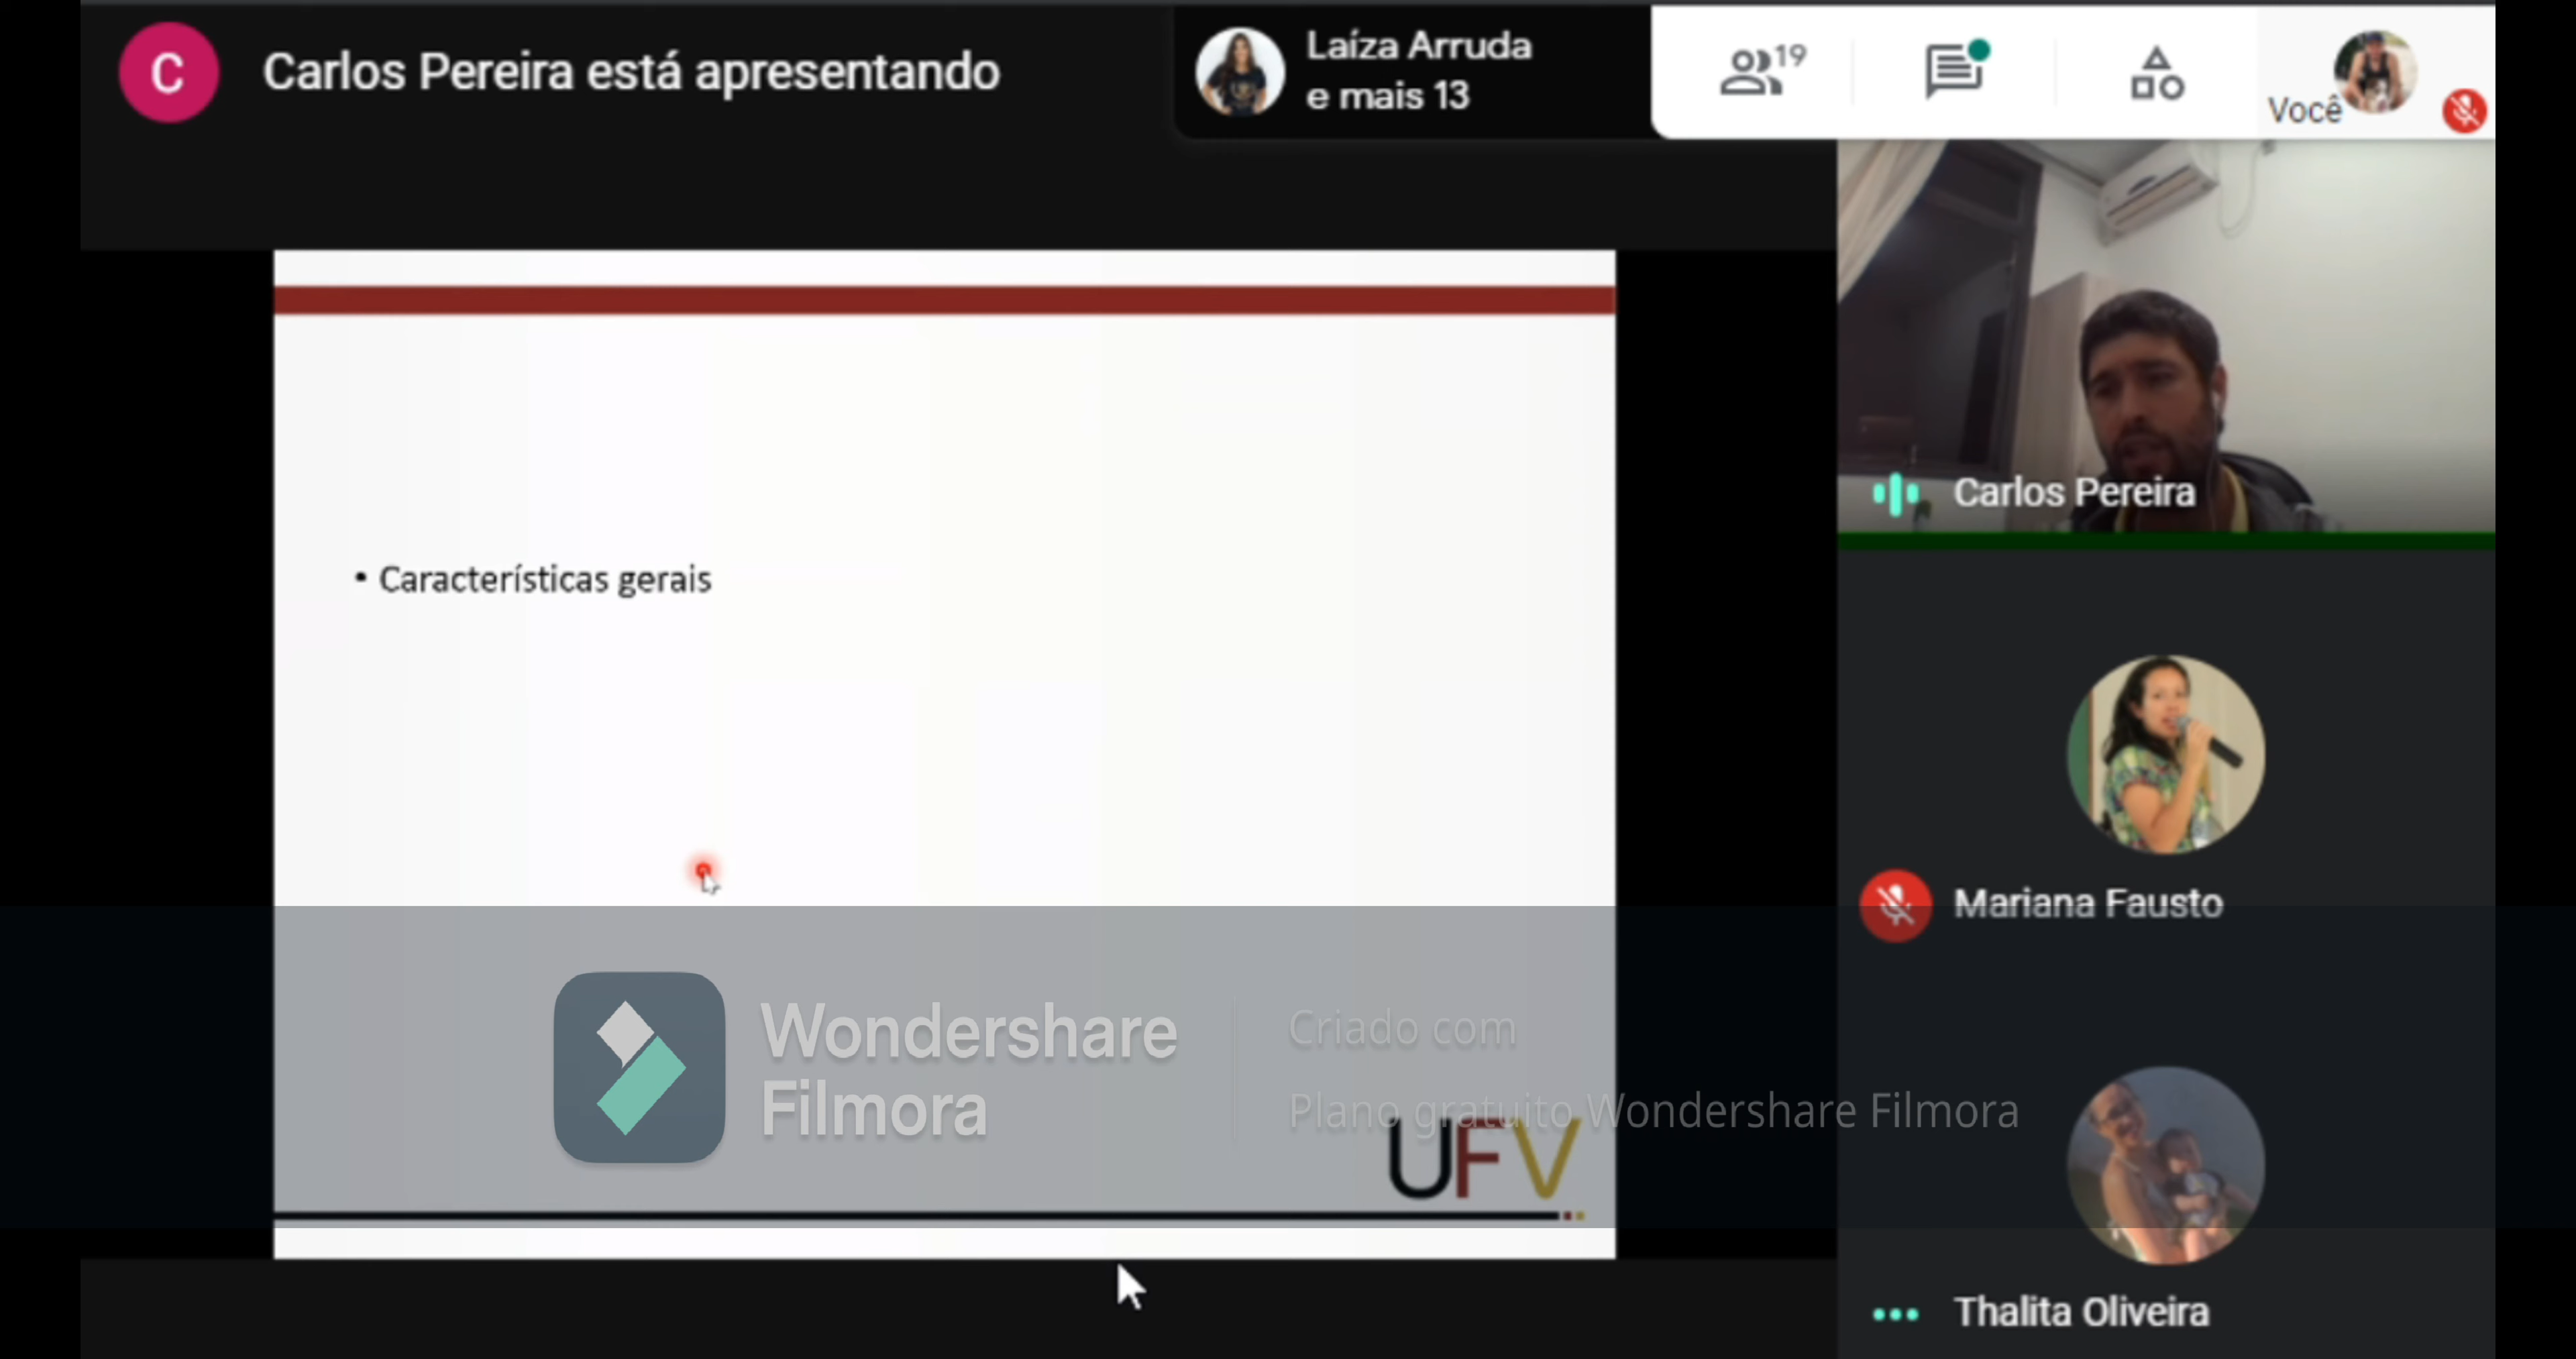 C
Carlos Pereira está apresentando
Laíza Arruda
e mais 13
19
Você
Carlos Pereira
• Características gerais
Mariana Fausto
Wondershare
Filmora
Criado com
Plano gratuito Wondershare Filmora
UFV
Thalita Oliveira